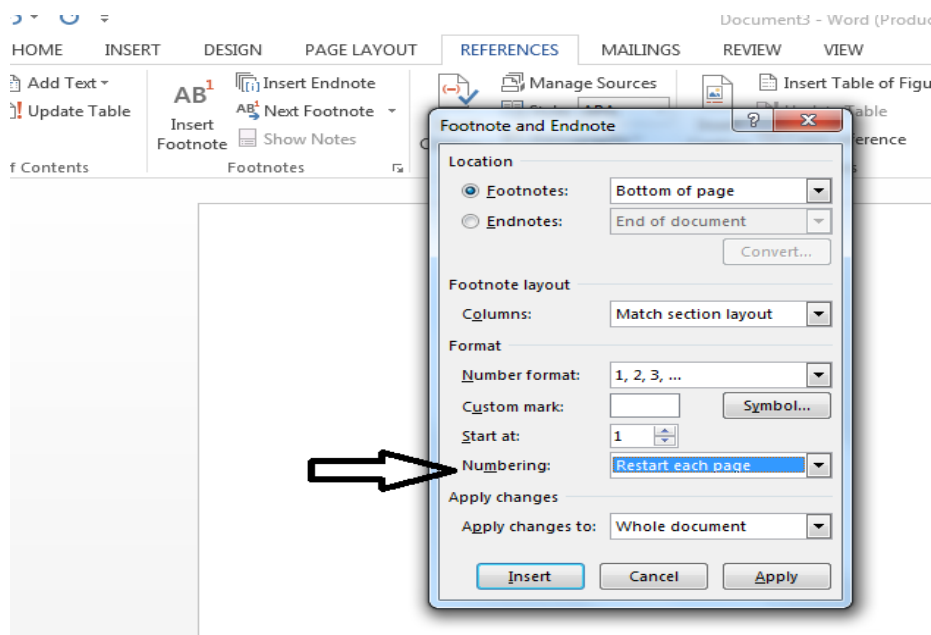 Document3 - Word (Produc
HOME INSERT DESIGN PAGE LAYOUT REFERENCES MAILINGS REVIEW VIEW
Add Text
Update Table
f Contents
AB1
Insert
Footnote
Insert Endnote
AB1 Next Footnote
Show Notes
Footnotes
Manage Sources
Insert Table of Figu
able
erence
Footnote and Endnote
?
Location
Footnotes: Bottom of page
Endnotes: End of document
Convert...
Footnote layout
Columns: Match section layout
Format
Number format: 1, 2, 3, ...
Custom mark: Symbol...
Start at: 1
Numbering: Restart each page
Apply changes
Apply changes to: Whole document
Insert Cancel Apply